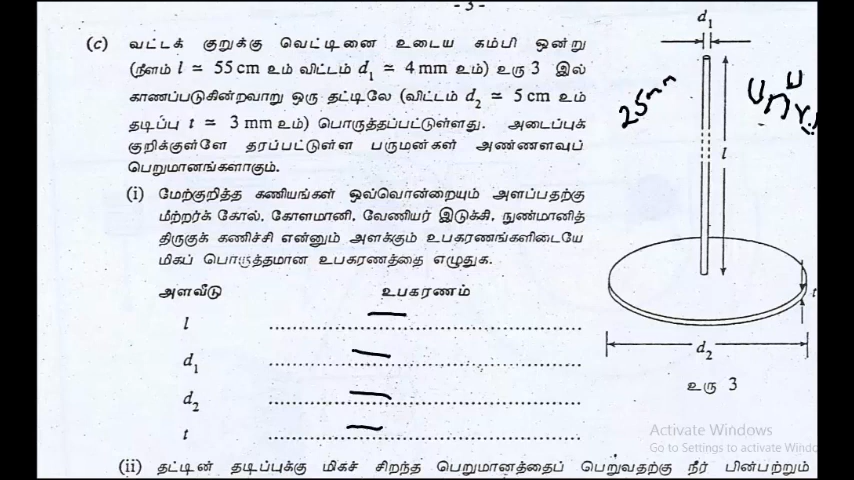 - 3 -
(c) வட்டக் குறுக்கு வெட்டினை உடைய கம்பி ஒன்று
(நீளம் l ≃ 55 cm உம் விட்டம் d₁ ≃ 4 mm உம்) உரு 3 இல்
காணப்படுகின்றவாறு ஒரு தட்டிலே (விட்டம் d₂ ≃ 5 cm உம்
தடிப்பு t ≃ 3 mm உம்) பொருத்தப்பட்டுள்ளது. அடைப்புக்
குறிக்குள்ளே தரப்பட்டுள்ள பருமன்கள் அண்ணளவுப்
பெறுமானங்களாகும்.
(i) மேற்குறித்த கணியங்கள் ஒவ்வொன்றையும் அளப்பதற்கு
மீற்றர்க் கோல், கோளமானி, வேணியர் இடுக்கி, நுண்மானித்
திருகுக் கணிச்சி என்னும் அளக்கும் உபகரணங்களிடையே
மிகப் பொருத்தமான உபகரணத்தை எழுதுக.
அளவீடு உபகரணம்
l ..........................................................
d₁ ..........................................................
d₂ ..........................................................
t ..........................................................
(ii) தட்டின் தடிப்புக்கு மிகச் சிறந்த பெறுமானத்தைப் பெறுவதற்கு நீர் பின்பற்றும்
d₁
25mm
l
t
d₂
உரு 3
Activate Windows
Go to Settings to activate Windo